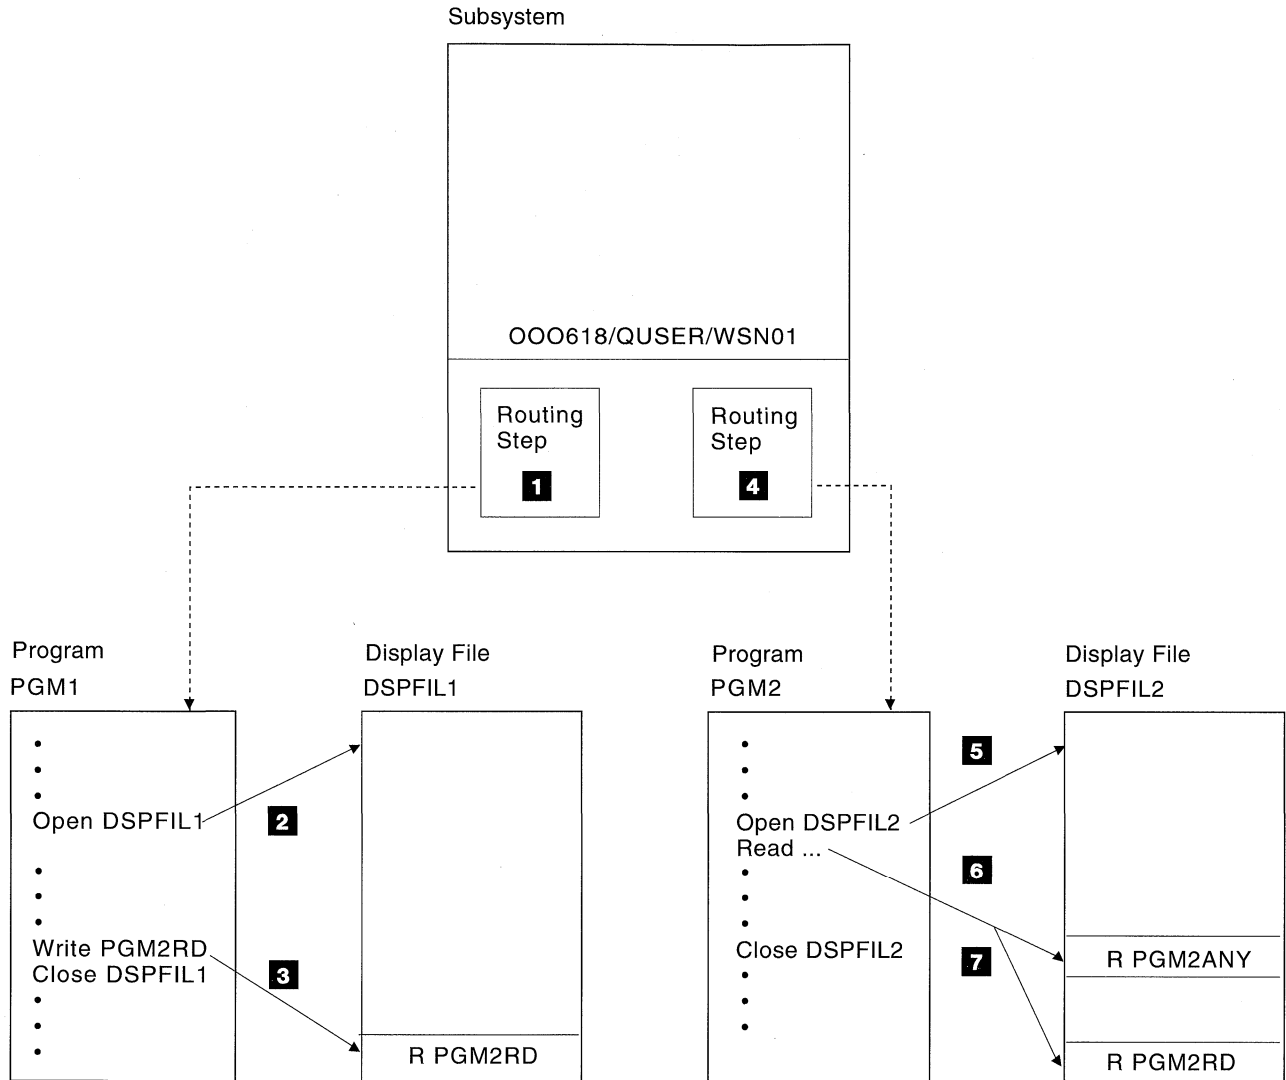 Subsystem
OOO618/QUSER/WSN01
Routing
Step
1
Routing
Step
4
Program
PGM1
Display File
DSPFIL1
Program
PGM2
Display File
DSPFIL2
Open DSPFIL1
2
Write PGM2RD
Close DSPFIL1
3
R PGM2RD
5
Open DSPFIL2
Read ...
6
Close DSPFIL2
7
R PGM2ANY
R PGM2RD